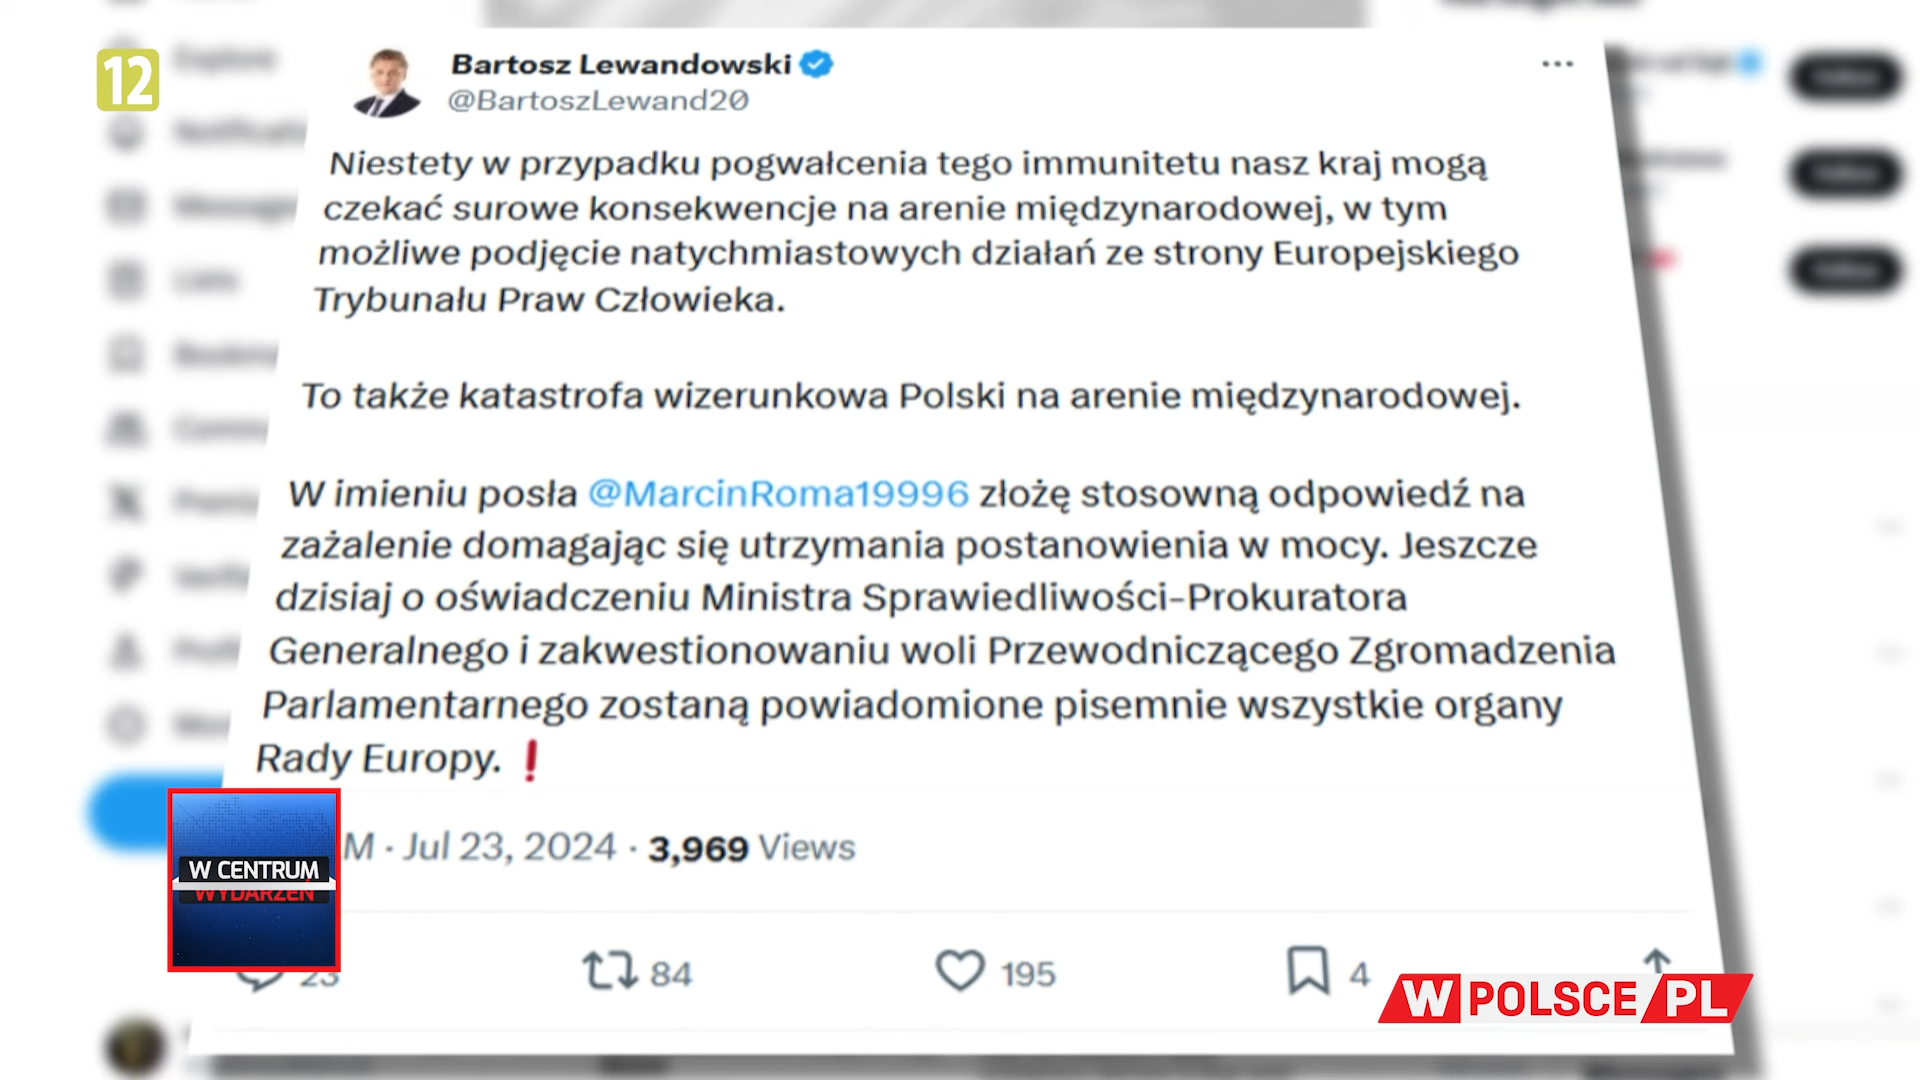 12
Explore
Lists
Bartosz Lewandowski
@BartoszLewand20
Niestety w przypadku pogwałcenia tego immunitetu nasz kraj mogą
czekać surowe konsekwencje na arenie międzynarodowej, w tym
możliwe podjęcie natychmiastowych działań ze strony Europejskiego
Trybunału Praw Człowieka.
To także katastrofa wizerunkowa Polski na arenie międzynarodowej.
W imieniu posła @MarcinRoma19996 złożę stosowną odpowiedź na
zażalenie domagając się utrzymania postanowienia w mocy. Jeszcze
dzisiaj o oświadczeniu Ministra Sprawiedliwości-Prokuratora
Generalnego i zakwestionowaniu woli Przewodniczącego Zgromadzenia
Parlamentarnego zostaną powiadomione pisemnie wszystkie organy
Rady Europy. ❗
M · Jul 23, 2024 · 3,969 Views
23 84 195 4
W CENTRUM
WYDARZEŃ
W POLSCE PL